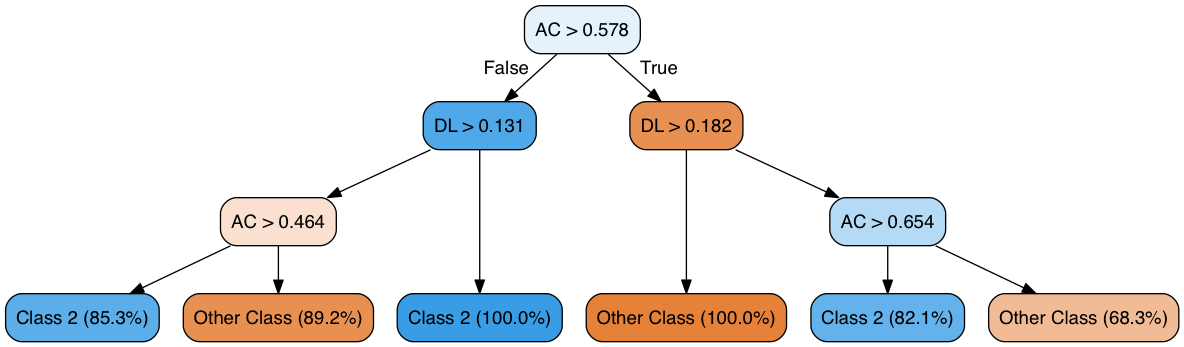 AC > 0.578
False
True
DL > 0.131
DL > 0.182
AC > 0.464
AC > 0.654
Class 2 (85.3%)
Other Class (89.2%)
Class 2 (100.0%)
Other Class (100.0%)
Class 2 (82.1%)
Other Class (68.3%)